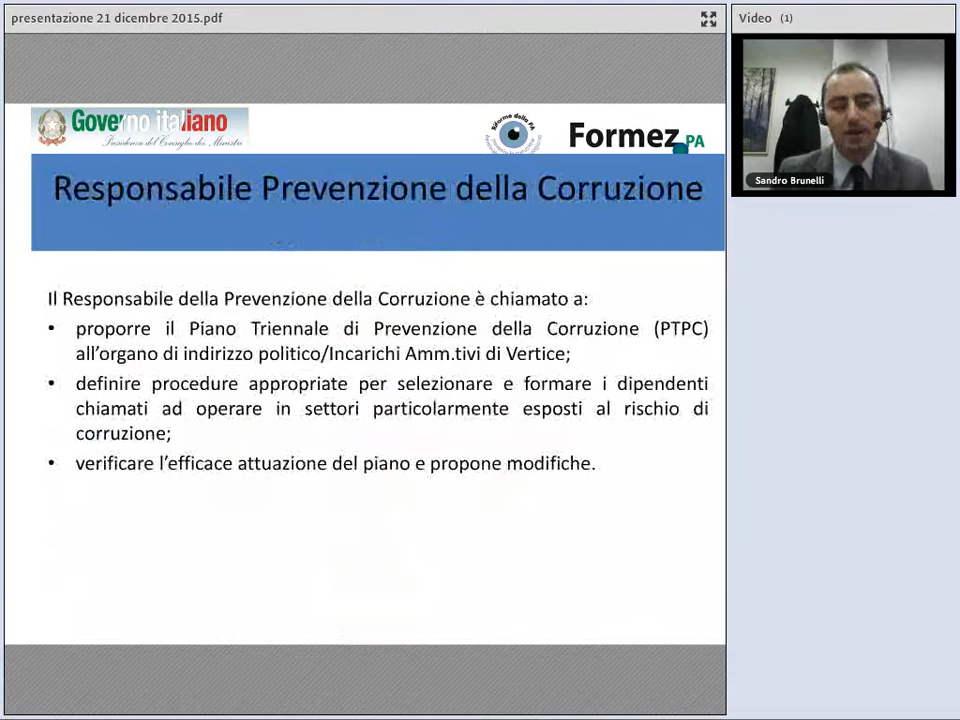 presentazione 21 dicembre 2015.pdf
Video (1)
Governo italiano
Presidenza del Consiglio dei Ministri
Riforme della PA
Formez PA
Sandro Brunelli
Responsabile Prevenzione della Corruzione
Il Responsabile della Prevenzione della Corruzione è chiamato a:
• proporre il Piano Triennale di Prevenzione della Corruzione (PTPC)
all’organo di indirizzo politico/Incarichi Amm.tivi di Vertice;
• definire procedure appropriate per selezionare e formare i dipendenti
chiamati ad operare in settori particolarmente esposti al rischio di
corruzione;
• verificare l’efficace attuazione del piano e propone modifiche.